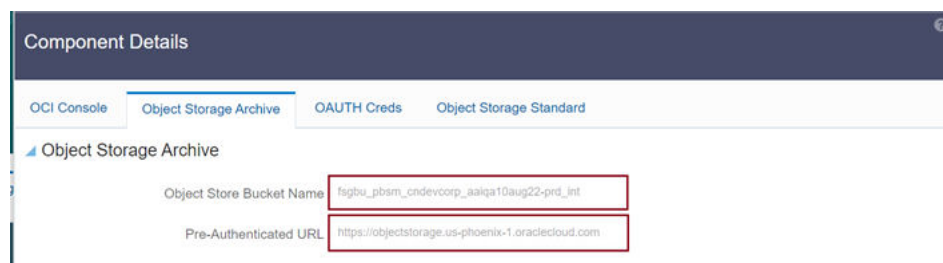 Component Details
OCI Console Object Storage Archive OAUTH Creds Object Storage Standard
Object Storage Archive
Object Store Bucket Name fsgbu_pbsm_cndevcorp_aaiqa10aug22-prd_int
Pre-Authenticated URL https://objectstorage.us-phoenix-1.oraclecloud.com